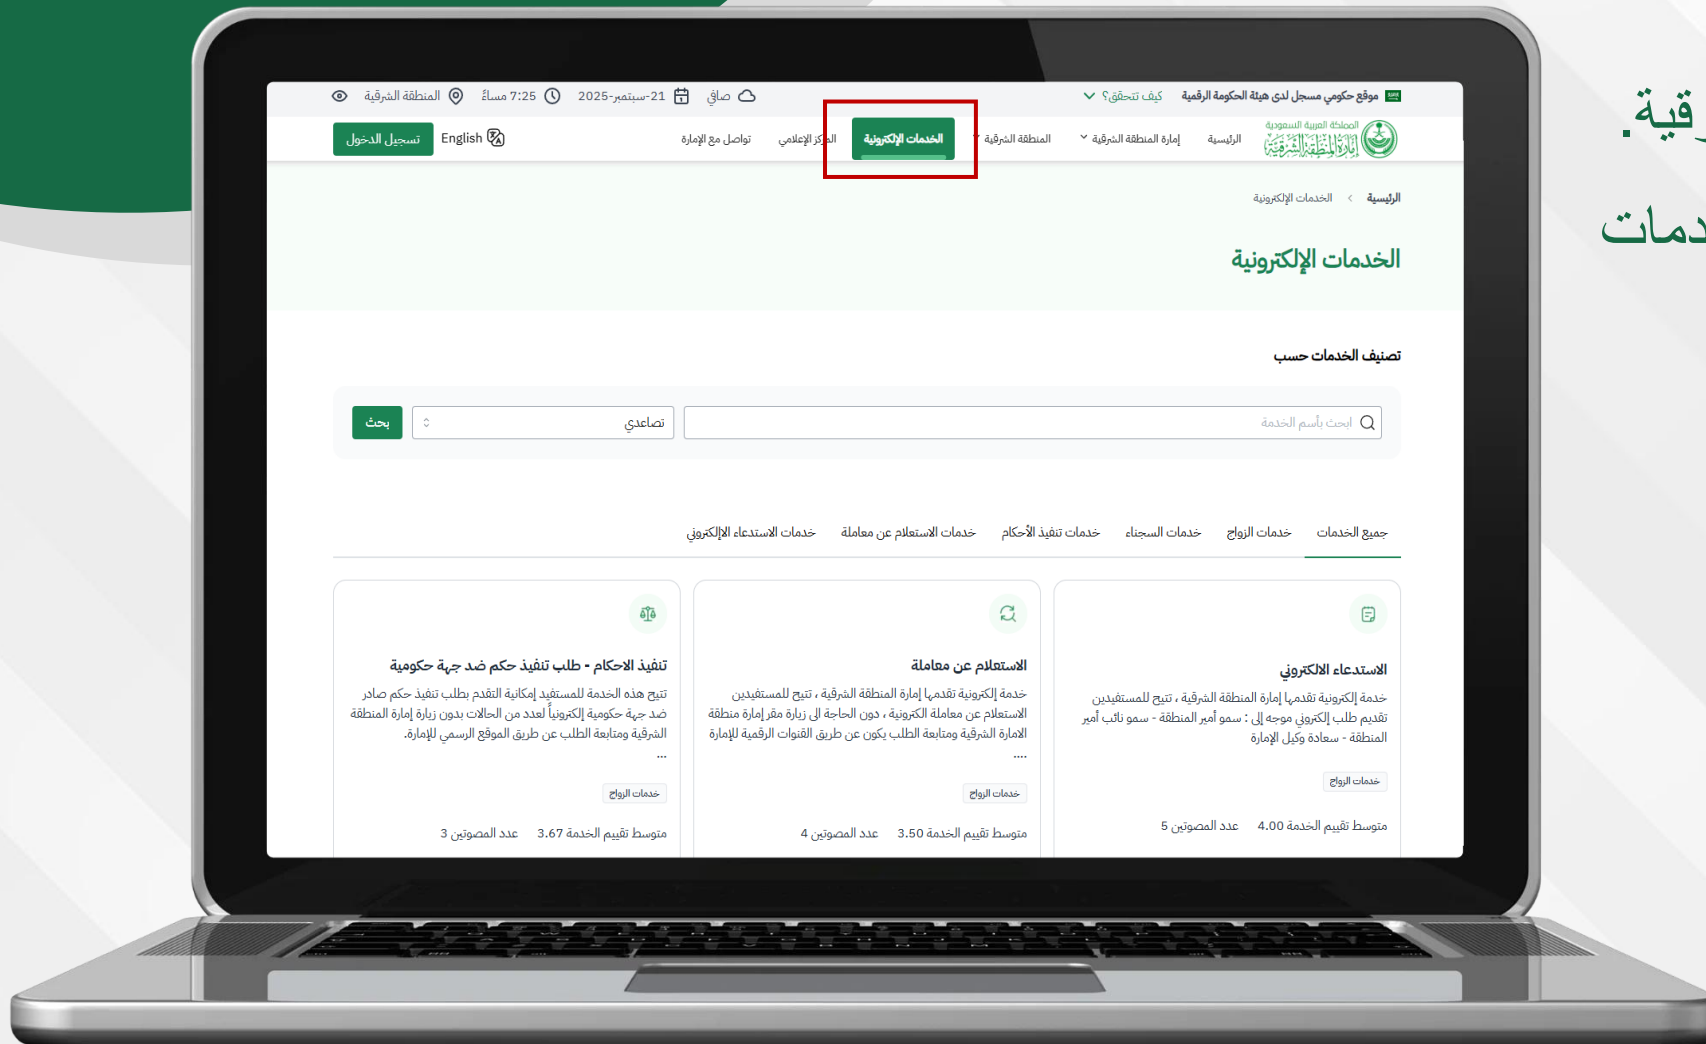 موقع حكومي مسجل لدى هيئة الحكومة الرقمية كيف تتحقق؟
صافي 21-سبتمبر-2025 7:25 مساءً المنطقة الشرقية
المملكة العربية السعودية
إمارة المنطقة الشرقية
الرئيسية إمارة المنطقة الشرقية المنطقة الشرقية الخدمات الإلكترونية المركز الإعلامي تواصل مع الإمارة English تسجيل الدخول
الرئيسية الخدمات الإلكترونية
الخدمات الإلكترونية
دمات
تصنيف الخدمات حسب
ابحث بأسم الخدمة تصاعدي بحث
جميع الخدمات خدمات الزواج خدمات السجناء خدمات تنفيذ الأحكام خدمات الاستعلام عن معاملة خدمات الاستدعاء الإلكتروني
الاستدعاء الالكتروني
خدمة إلكترونية تقدمها إمارة المنطقة الشرقية ، تتيح للمستفيدين
تقديم طلب إلكتروني موجه إلى : سمو أمير المنطقة - سمو نائب أمير
المنطقة - سعادة وكيل الإمارة
خدمات الزواج
متوسط تقييم الخدمة 4.00 عدد المصوتين 5
الاستعلام عن معاملة
خدمة إلكترونية تقدمها إمارة المنطقة الشرقية ، تتيح للمستفيدين
الاستعلام عن معاملة الكترونية ، دون الحاجة الى زيارة مقر إمارة منطقة
الامارة الشرقية ومتابعة الطلب يكون عن طريق القنوات الرقمية للإمارة
....
خدمات الزواج
متوسط تقييم الخدمة 3.50 عدد المصوتين 4
تنفيذ الاحكام - طلب تنفيذ حكم ضد جهة حكومية
تتيح هذه الخدمة للمستفيد إمكانية التقدم بطلب تنفيذ حكم صادر
ضد جهة حكومية إلكترونياً لعدد من الحالات بدون زيارة إمارة المنطقة
الشرقية ومتابعة الطلب عن طريق الموقع الرسمي للإمارة.
...
خدمات الزواج
متوسط تقييم الخدمة 3.67 عدد المصوتين 3